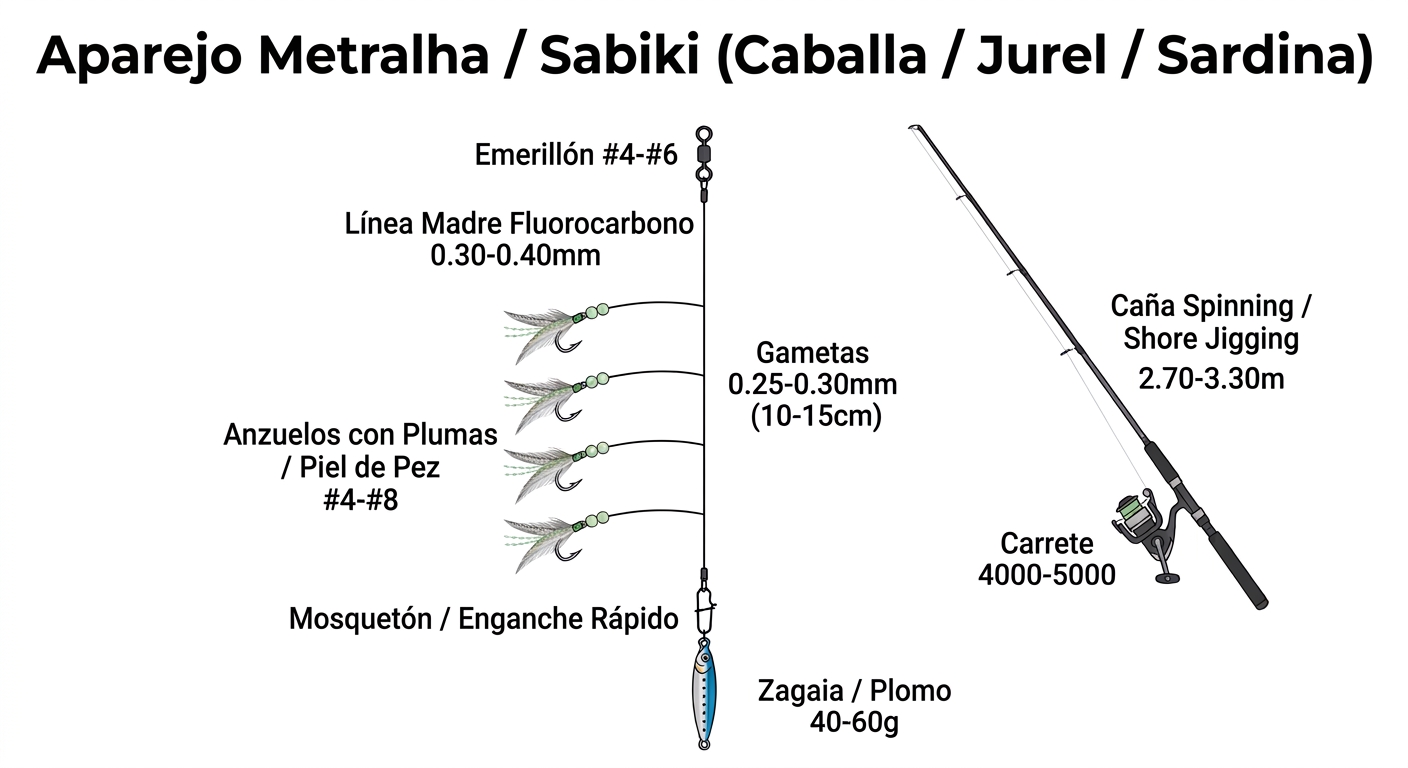 Aparejo Metralha / Sabiki (Caballa / Jurel / Sardina)
Emerillón #4-#6
Línea Madre Fluorocarbono
0.30-0.40mm
Gametas
0.25-0.30mm
(10-15cm)
Anzuelos con Plumas
/ Piel de Pez
#4-#8
Mosquetón / Enganche Rápido
Zagaia / Plomo
40-60g
Caña Spinning /
Shore Jigging
2.70-3.30m
Carrete
4000-5000